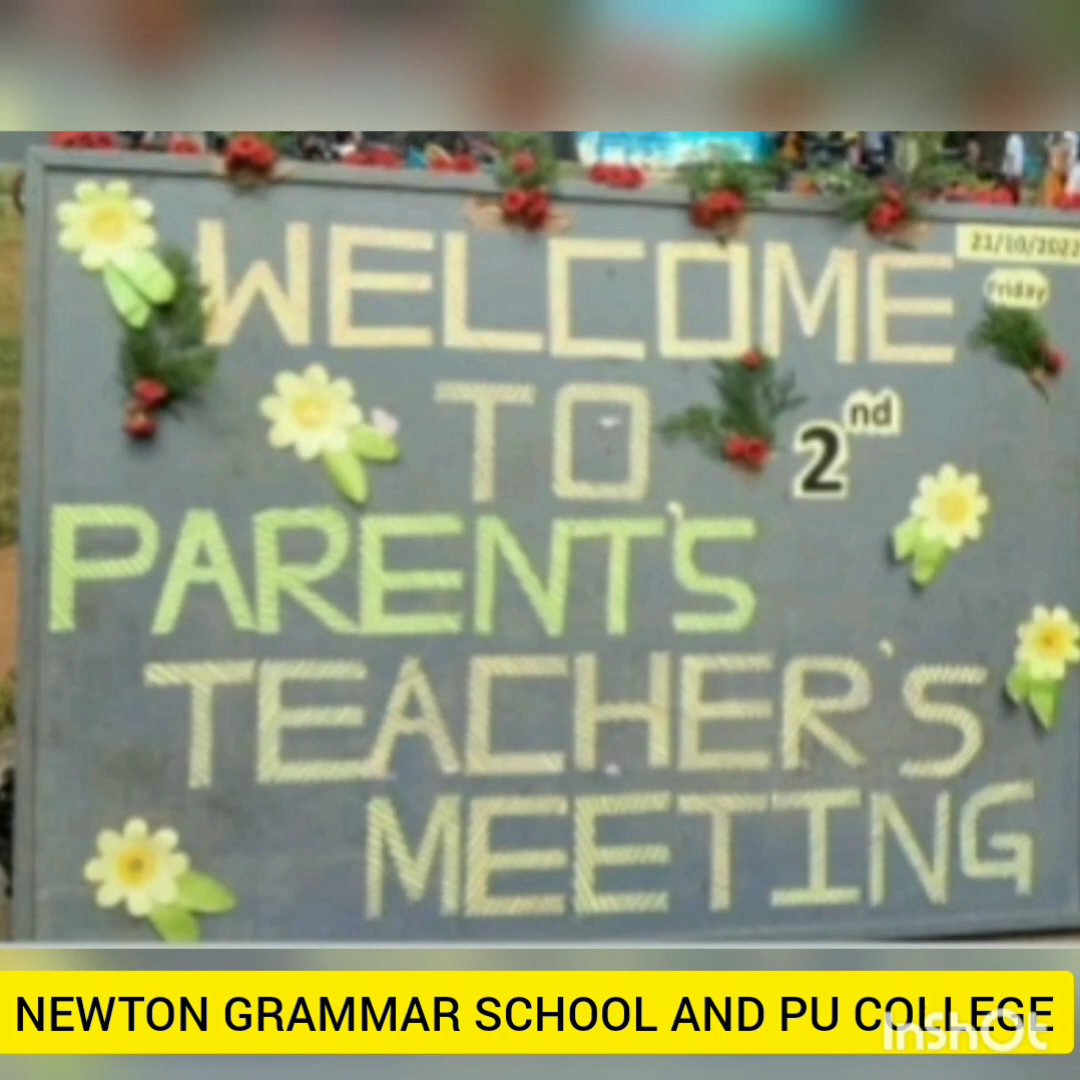 WELCOME
21/10/2022
Friday
TO
2nd
PARENT'S
TEACHER'S
MEETING
NEWTON GRAMMAR SCHOOL AND PU COLLEGE
InShOt